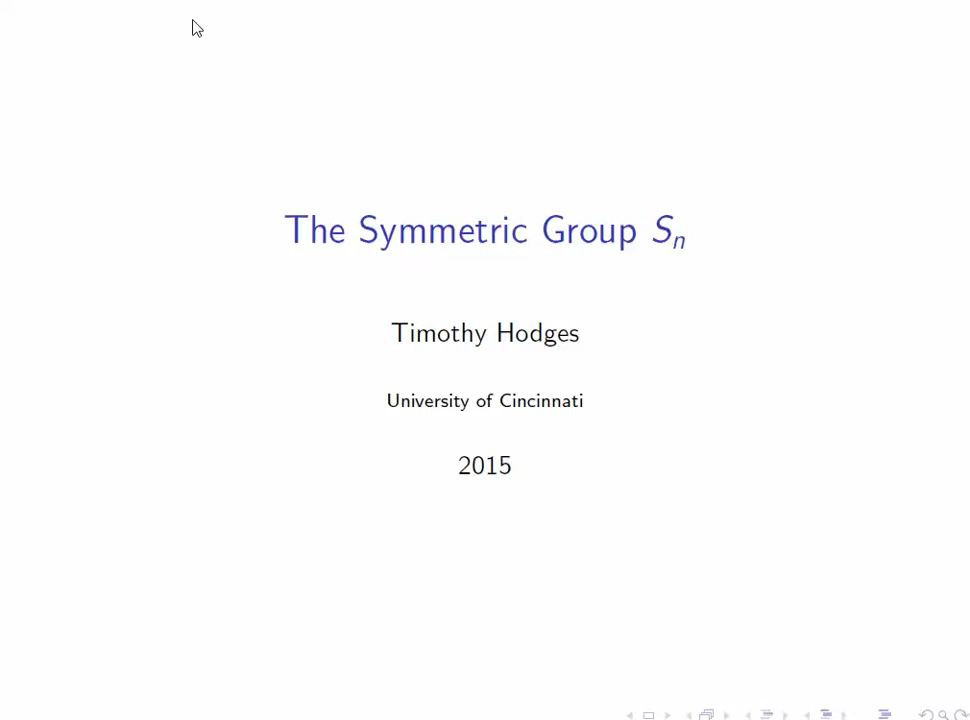 The Symmetric Group Sₙ
Timothy Hodges
University of Cincinnati
2015